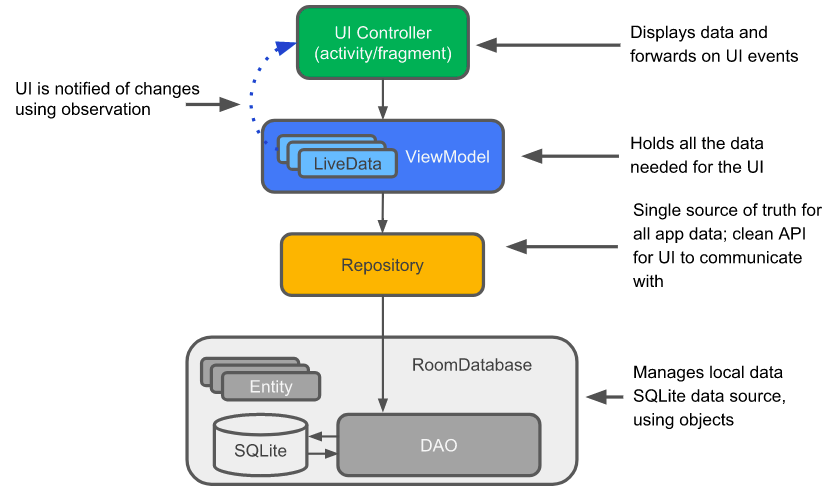 UI Controller
(activity/fragment)
Displays data and
forwards on UI events
UI is notified of changes
using observation
LiveData
ViewModel
Holds all the data
needed for the UI
Single source of truth for
all app data; clean API
for UI to communicate
with
Repository
RoomDatabase
Entity
SQLite
DAO
Manages local data
SQLite data source,
using objects